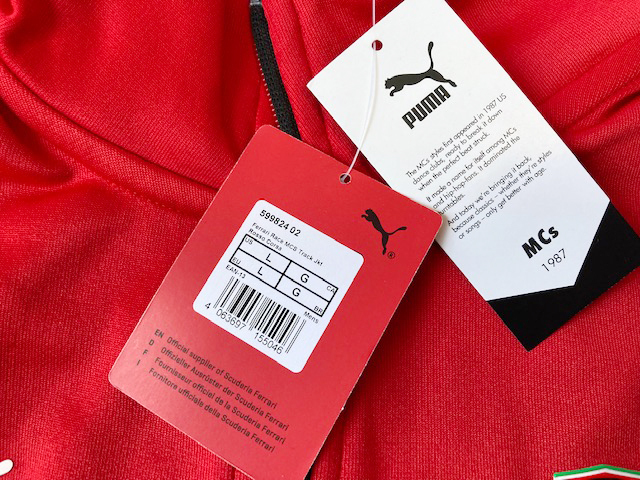 PUMA
The MCs styles first appeared in 1987 US
dance clubs, ready to break it down
when the perfect beat struck.
It made a name for itself among MCs
and hip-hop-fans. It dominated the
And today we're bringing it back,
because classics – whether they're styles
or songs – only get better with age.
MCs
1987
599824 02
Ferrari Race MCS Track Jkt
Rosso Corsa
US L G CA
EU L G BR
EAN-13 Mens
4 063697 155046
EN Official supplier of Scuderia Ferrari
D Offizieller Ausrüster der Scuderia Ferrari
F Fournisseur officiel de la Scuderia Ferrari
I Fornitore ufficiale della Scuderia Ferrari